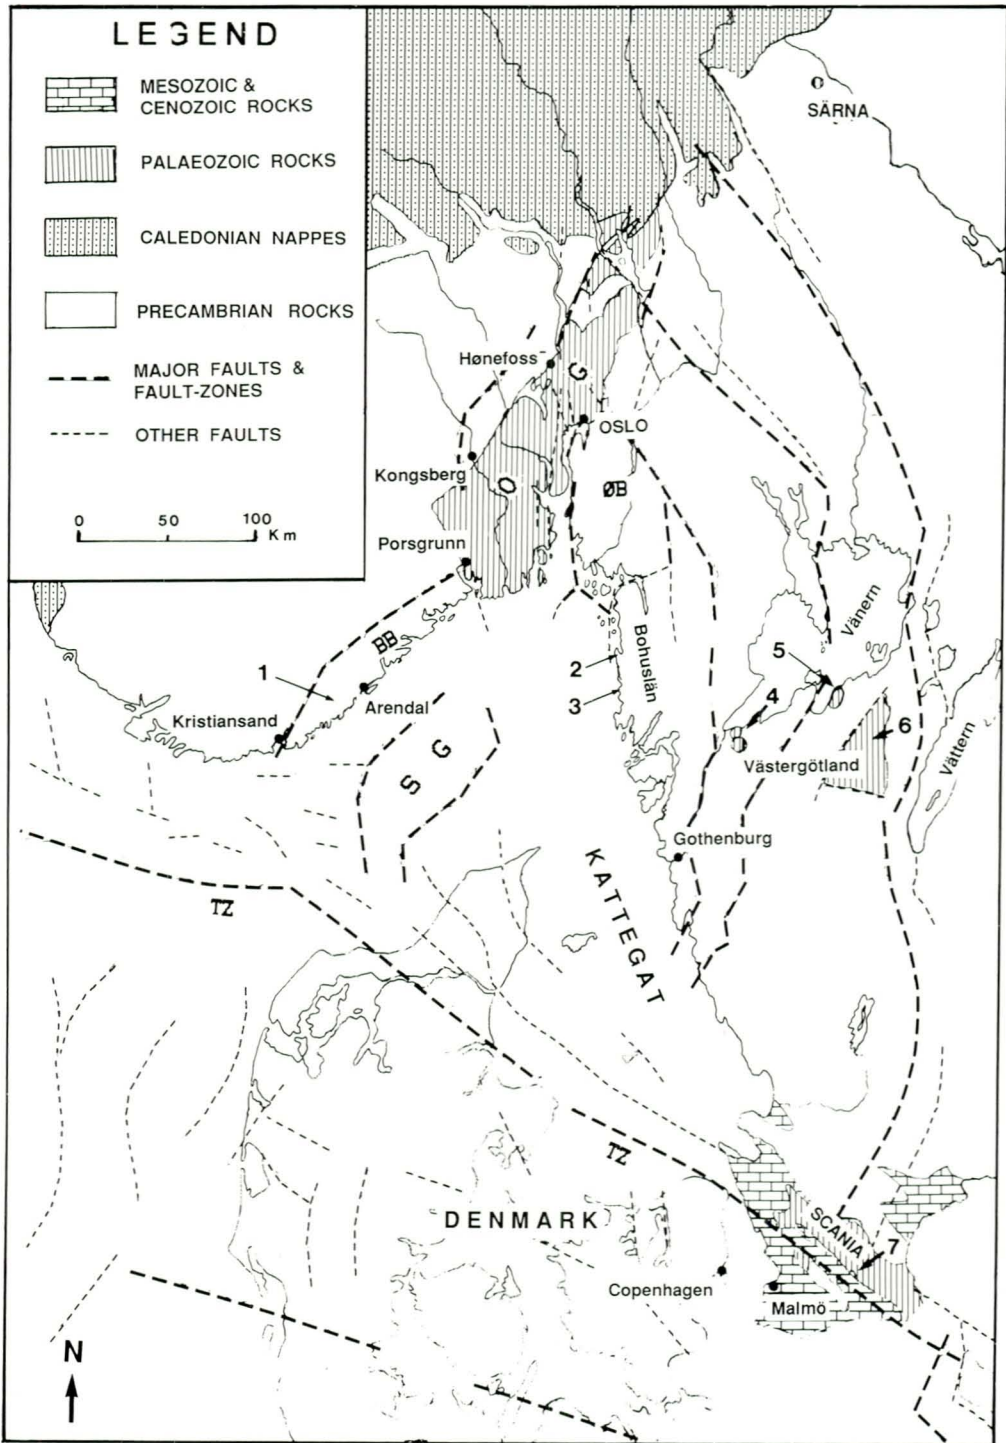 LEGEND
MESOZOIC &
CENOZOIC ROCKS
PALAEOZOIC ROCKS
CALEDONIAN NAPPES
PRECAMBRIAN ROCKS
MAJOR FAULTS &
FAULT-ZONES
OTHER FAULTS
0 50 100
Km
SÄRNA
Hønefoss
G
OSLO
Kongsberg
O
ØB
Porsgrunn
Vänern
BB
Bohuslän
1
2
5
3
4
Arendal
Kristiansand
6
Västergötland
Vättern
S G
Gothenburg
KATTEGAT
TZ
TZ
DENMARK
SCANIA
7
Copenhagen
Malmö
N